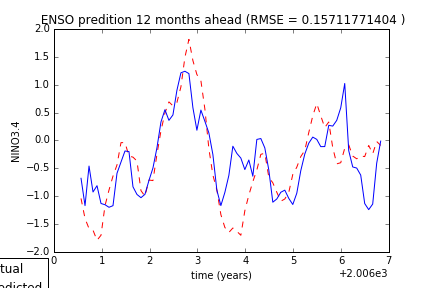 ENSO predition 12 months ahead (RMSE = 0.15711771404 )
2.0
1.5
1.0
0.5
0.0
−0.5
−1.0
−1.5
−2.0
NINO3.4
0 1 2 3 4 5 6 7
time (years)
+2.006e3
tual
edicted